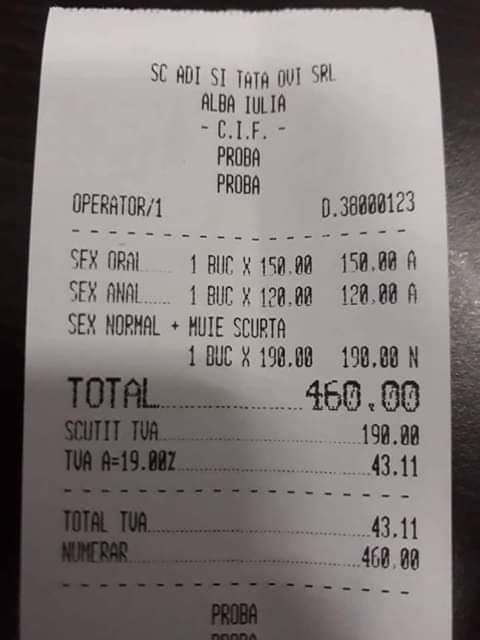 SC ADI SI TATA OVI SRL
ALBA IULIA
- C.I.F. -
PROBA
PROBA
OPERATOR/1 D.38000123
SEX ORAL 1 BUC X 150.00 150.00 A
SEX ANAL...... 1 BUC X 120.00 120.00 A
SEX NORMAL + MUIE SCURTA
1 BUC X 190.00 190.00 N
TOTAL 460.00
SCUTIT TVA 190.00
TVA A=19.00% 43.11
TOTAL TVA 43.11
NUMERAR 460.00
PROBA
PROBA